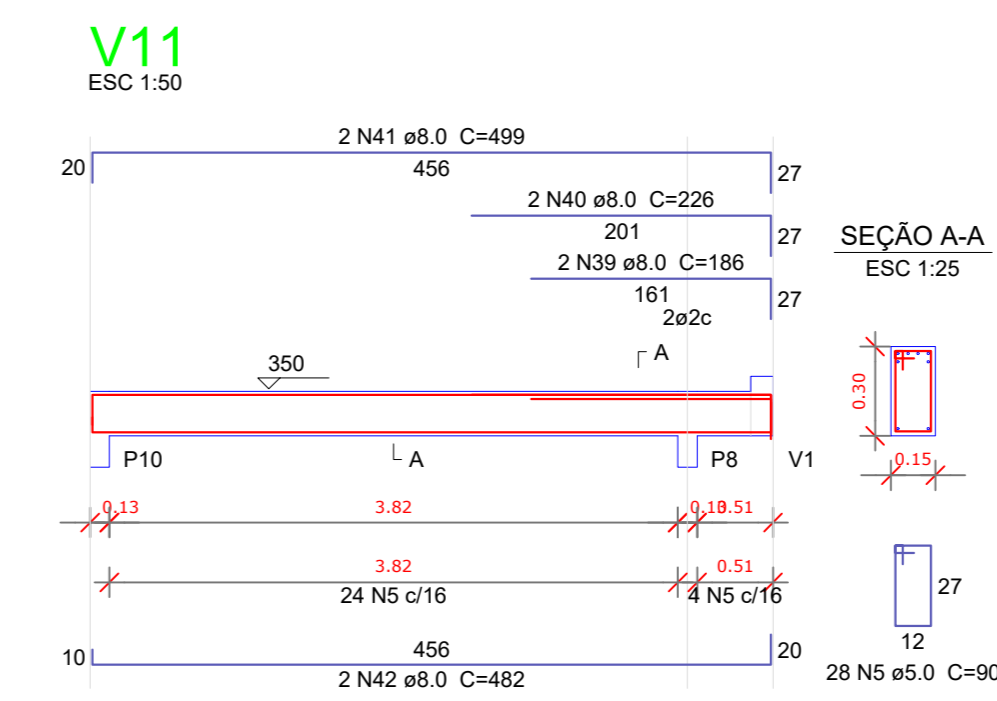 V11
ESC 1:50
2 N41 ø8.0 C=499
20
456
27
2 N40 ø8.0 C=226
201
27
2 N39 ø8.0 C=186
161
27
2ø2c
SEÇÃO A-A
ESC 1:25
A
350
0.30
0.15
P10
A
P8
V1
0.13
3.82
0.13
0.51
3.82
0.51
24 N5 c/16
4 N5 c/16
27
12
28 N5 ø5.0 C=90
10
456
20
2 N42 ø8.0 C=482